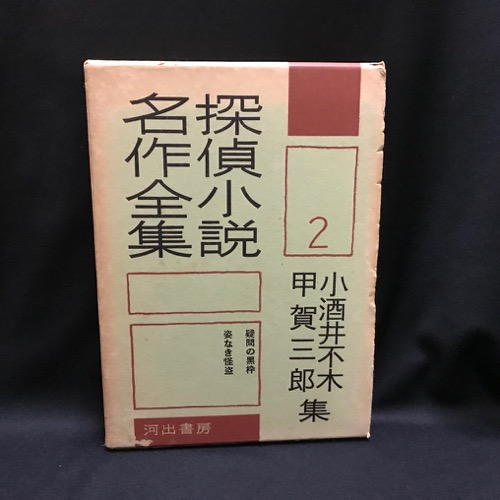 探偵小説
名作全集
2
小酒井不木
甲賀三郎
集
疑問の黒枠
姿なき怪盗
河出書房